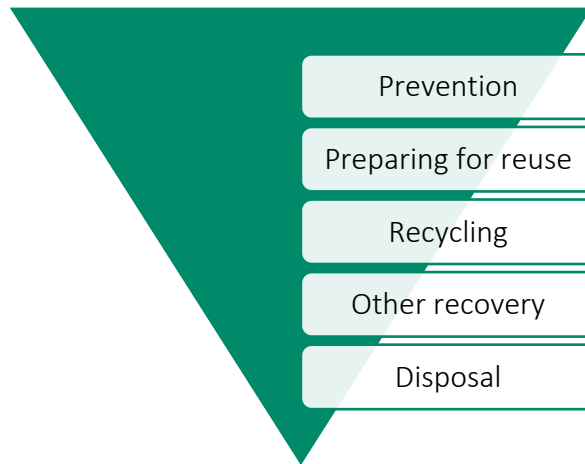 Prevention
Preparing for reuse
Recycling
Other recovery
Disposal